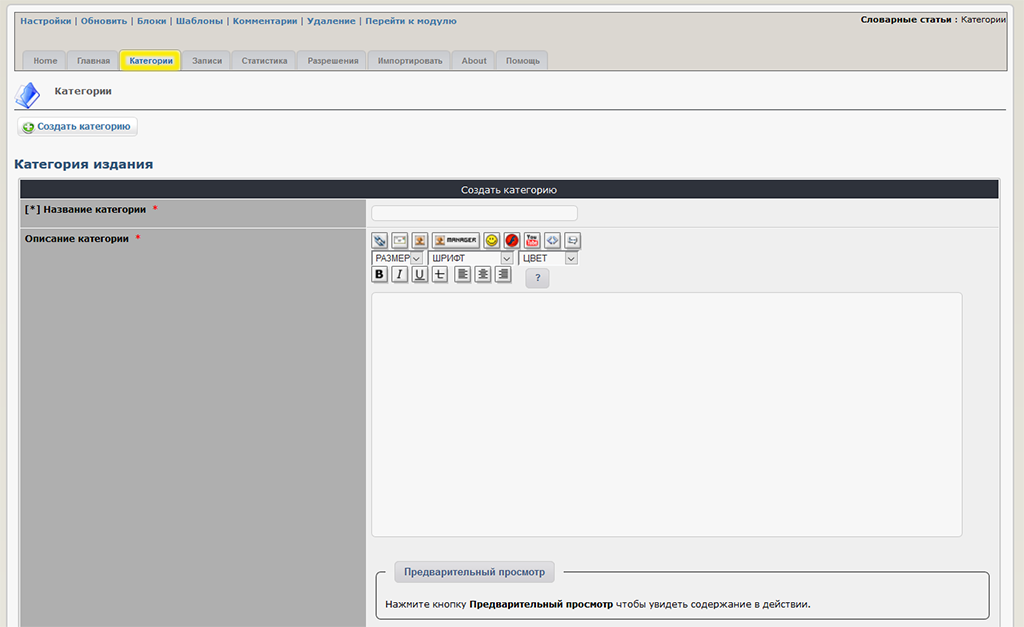 Настройки | Обновить | Блоки | Шаблоны | Комментарии | Удаление | Перейти к модулю
Словарные статьи : Категории
Home Главная Категории Записи Статистика Разрешения Импортировать About Помощь
Категории
Создать категорию
Категория издания
Создать категорию
[*] Название категории *
Описание категории *
MANAGER You Tube
РАЗМЕР ШРИФТ ЦВЕТ
B I U T ?
Предварительный просмотр
Нажмите кнопку Предварительный просмотр чтобы увидеть содержание в действии.